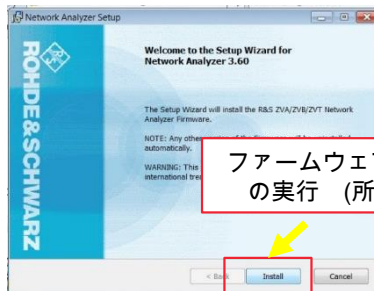 Network Analyzer Setup
ROHDE & SCHWARZ
Welcome to the Setup Wizard for
Network Analyzer 3.60
The Setup Wizard will install the R&S ZVA/ZVB/ZVT Network
Analyzer Firmware.
NOTE: Any other
automatically.
WARNING: This
international
ファームウェア
の実行 (所
< Back
Install
Cancel